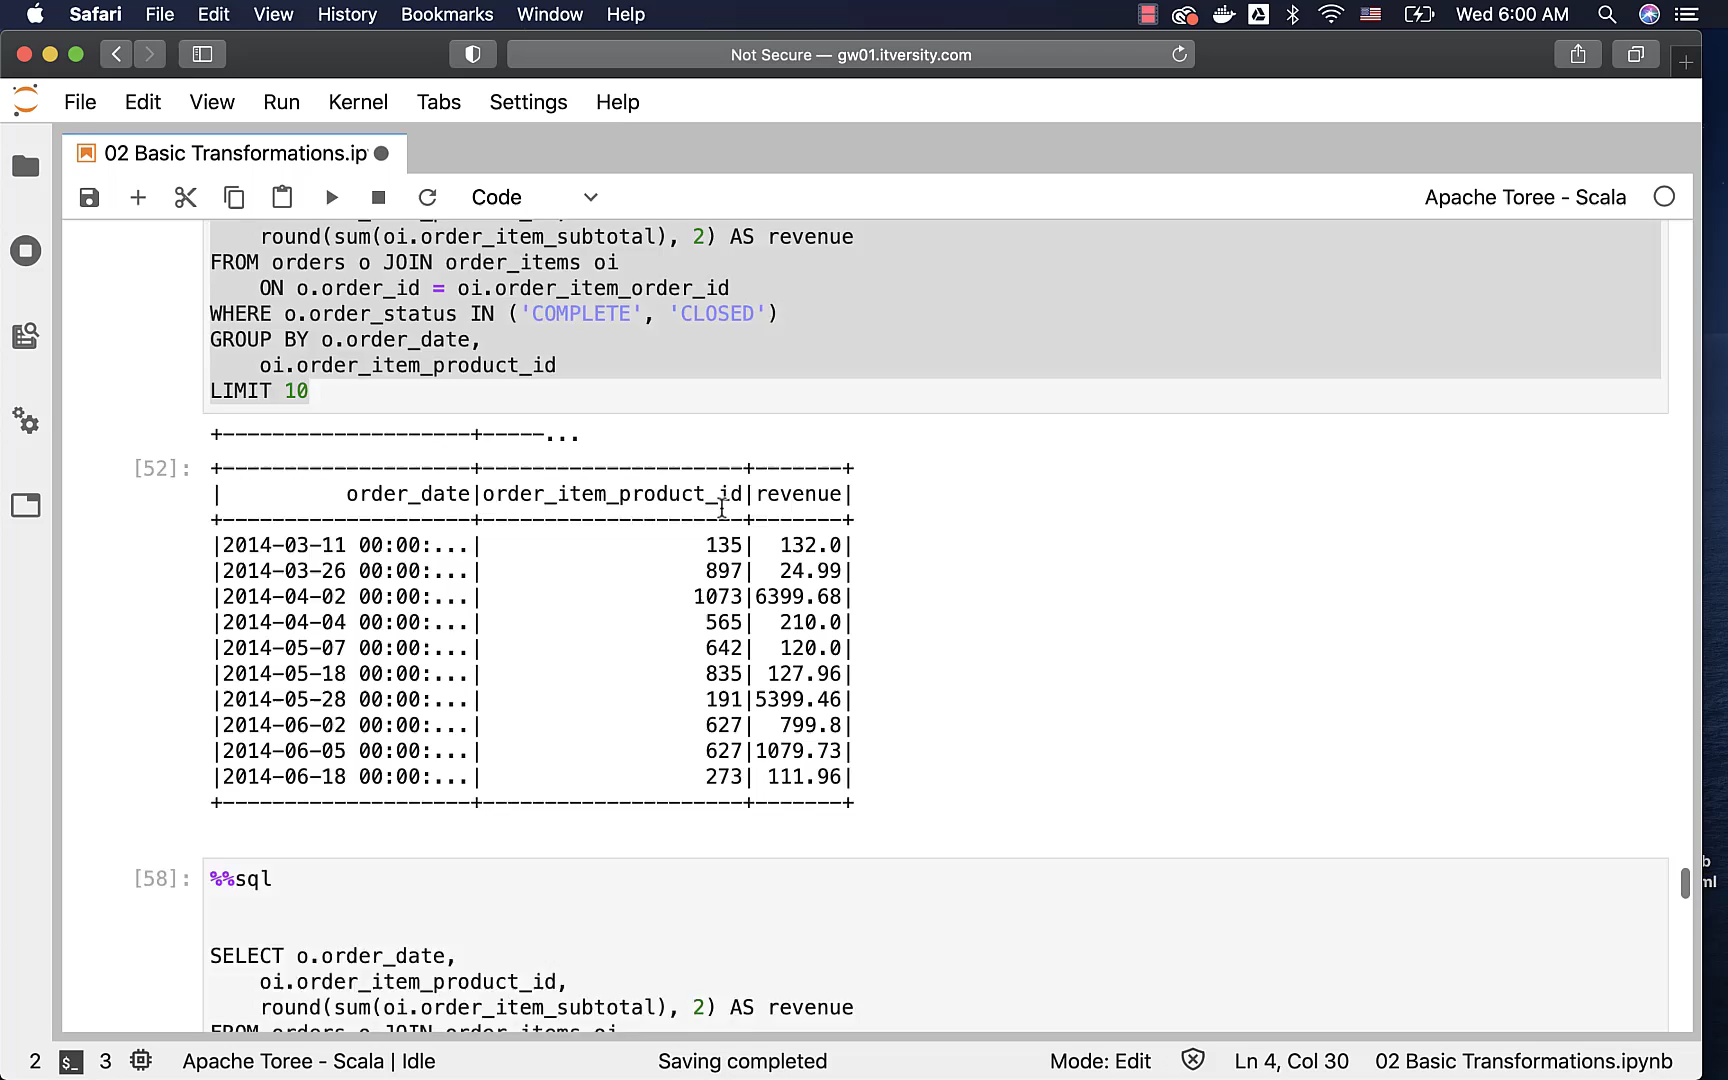 Safari File Edit View History Bookmarks Window Help Wed 6:00 AM
Not Secure — gw01.itversity.com
File Edit View Run Kernel Tabs Settings Help
02 Basic Transformations.ip
Code Apache Toree - Scala
round(sum(oi.order_item_subtotal), 2) AS revenue
FROM orders o JOIN order_items oi
ON o.order_id = oi.order_item_order_id
WHERE o.order_status IN ('COMPLETE', 'CLOSED')
GROUP BY o.order_date,
oi.order_item_product_id
LIMIT 10
+--------------------+-----...
[52]: +--------------------+---------------------+-------+
| order_date|order_item_product_id|revenue|
+--------------------+---------------------+-------+
|2014-03-11 00:00:...| 135| 132.0|
|2014-03-26 00:00:...| 897| 24.99|
|2014-04-02 00:00:...| 1073|6399.68|
|2014-04-04 00:00:...| 565| 210.0|
|2014-05-07 00:00:...| 642| 120.0|
|2014-05-18 00:00:...| 835| 127.96|
|2014-05-28 00:00:...| 191|5399.46|
|2014-06-02 00:00:...| 627| 799.8|
|2014-06-05 00:00:...| 627|1079.73|
|2014-06-18 00:00:...| 273| 111.96|
+--------------------+---------------------+-------+
[58]: %%sql
SELECT o.order_date,
oi.order_item_product_id,
round(sum(oi.order_item_subtotal), 2) AS revenue
FROM orders o JOIN order_items oi
2 $_ 3 Apache Toree - Scala | Idle Saving completed Mode: Edit Ln 4, Col 30 02 Basic Transformations.ipynb